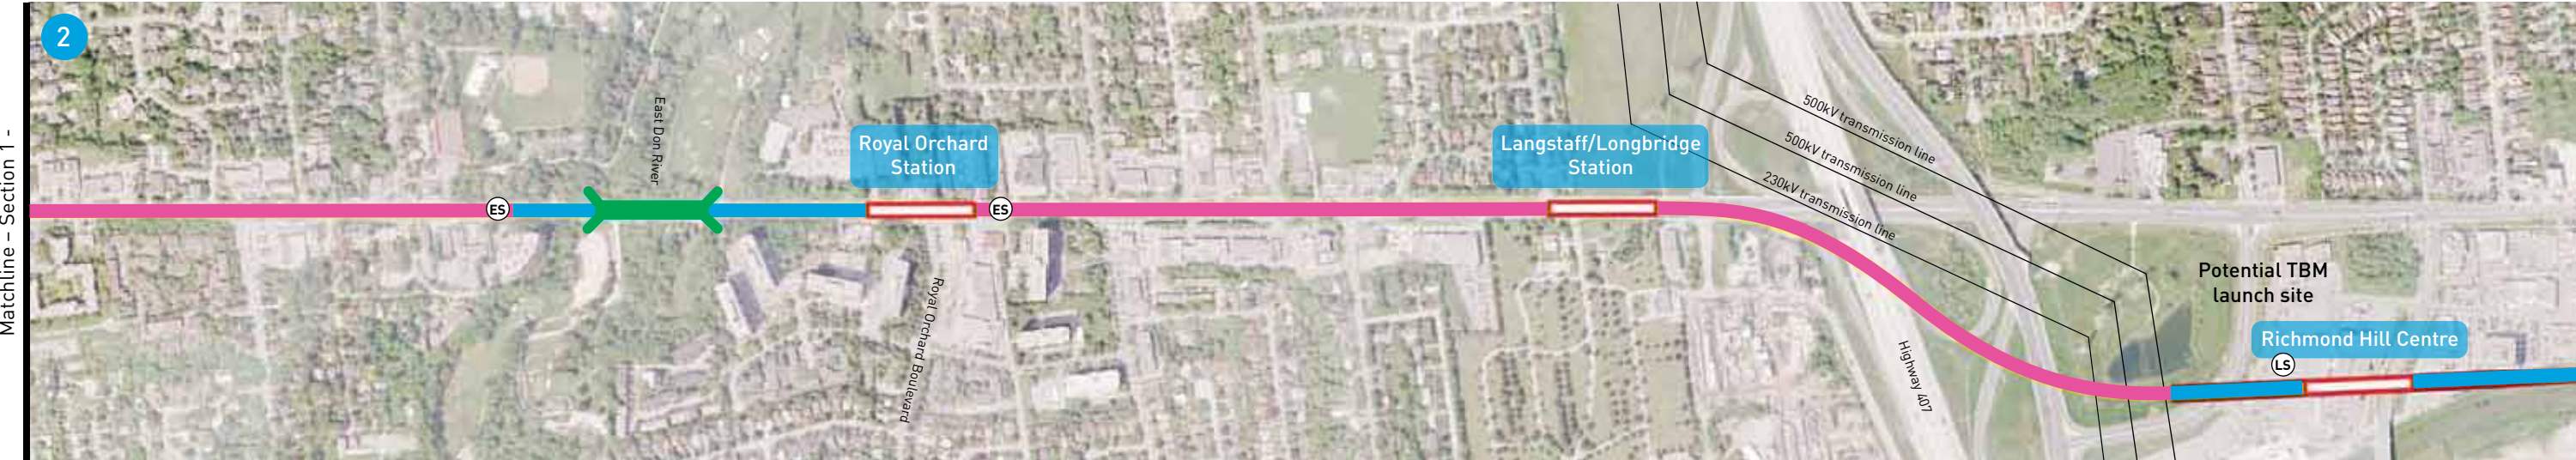 2
Matchline – Section 1 -
East Don River
Royal Orchard
Station
Langstaff/Longbridge
Station
500kV transmission line
500kV transmission line
230kV transmission line
ES
ES
Royal Orchard Boulevard
Highway 407
Potential TBM
launch site
Richmond Hill Centre
LS